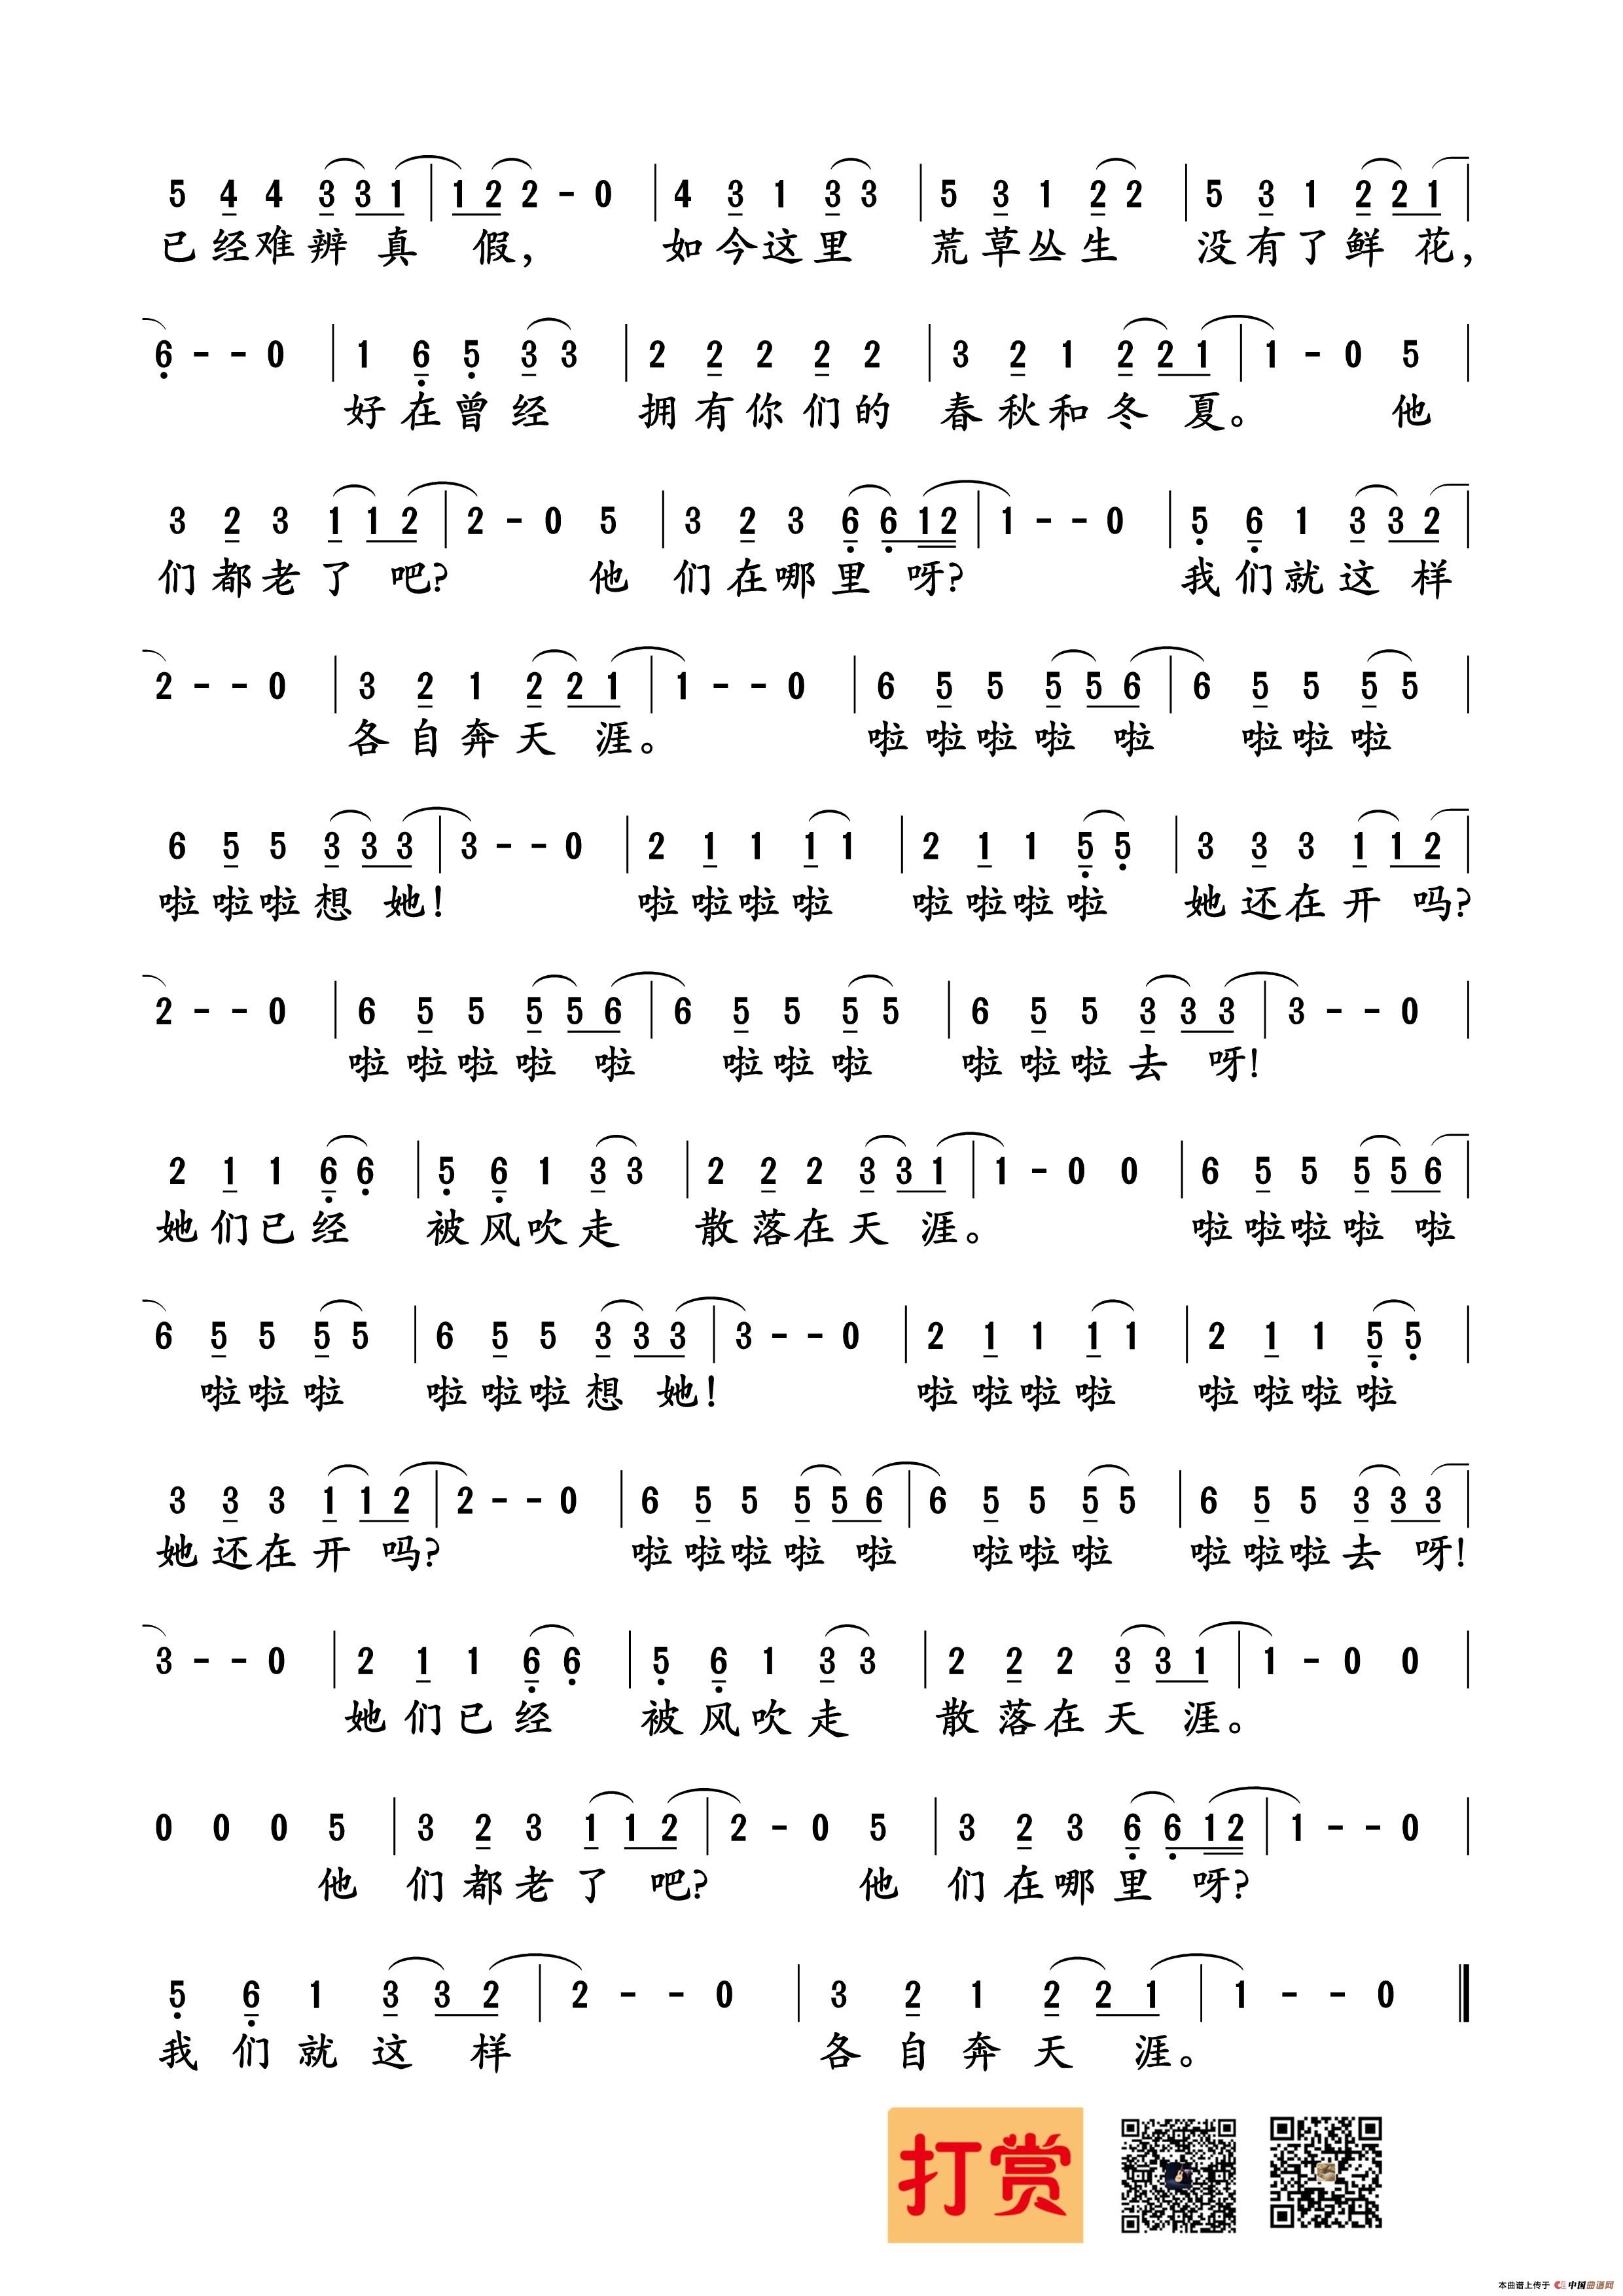 5 4 4 3 3 1 | 1 2 2 - 0 | 4 3 1 3 3 | 5 3 1 2 2 | 5 3 1 2 2 1 |
已经难辨真假, 如今这里 荒草丛生 没有了鲜花,
6 - - 0 | 1 6 5 3 3 | 2 2 2 2 2 | 3 2 1 2 2 1 | 1 - 0 5 |
好在曾经 拥有你们的 春秋和冬夏。 他
3 2 3 1 1 2 | 2 - 0 5 | 3 2 3 6 6 1 2 | 1 - - 0 | 5 6 1 3 3 2 |
们都老了吧? 他 们在哪里呀? 我们就这样
2 - - 0 | 3 2 1 2 2 1 | 1 - - 0 | 6 5 5 5 5 6 | 6 5 5 5 5 |
各自奔天涯。 啦啦啦啦啦 啦啦啦
6 5 5 3 3 3 | 3 - - 0 | 2 1 1 1 1 | 2 1 1 5 5 | 3 3 3 1 1 2 |
啦啦啦想她! 啦啦啦啦 啦啦啦啦 她还在开吗?
2 - - 0 | 6 5 5 5 5 6 | 6 5 5 5 5 | 6 5 5 3 3 3 | 3 - - 0 |
啦啦啦啦啦 啦啦啦 啦啦啦去呀!
2 1 1 6 6 | 5 6 1 3 3 | 2 2 2 3 3 1 | 1 - 0 0 | 6 5 5 5 5 6 |
她们已经 被风吹走 散落在天涯。 啦啦啦啦啦
6 5 5 5 5 | 6 5 5 3 3 3 | 3 - - 0 | 2 1 1 1 1 | 2 1 1 5 5 |
啦啦啦 啦啦啦想她! 啦啦啦啦 啦啦啦啦
3 3 3 1 1 2 | 2 - - 0 | 6 5 5 5 5 6 | 6 5 5 5 5 | 6 5 5 3 3 3 |
她还在开吗? 啦啦啦啦啦 啦啦啦 啦啦啦去呀!
3 - - 0 | 2 1 1 6 6 | 5 6 1 3 3 | 2 2 2 3 3 1 | 1 - 0 0 |
她们已经 被风吹走 散落在天涯。
0 0 0 5 | 3 2 3 1 1 2 | 2 - 0 5 | 3 2 3 6 6 1 2 | 1 - - 0 |
他 们都老了吧? 他 们在哪里呀?
5 6 1 3 3 2 | 2 - - 0 | 3 2 1 2 2 1 | 1 - - 0 ‖
我们就这样 各自奔天涯。
打赏
本曲谱上传于 中国曲谱网